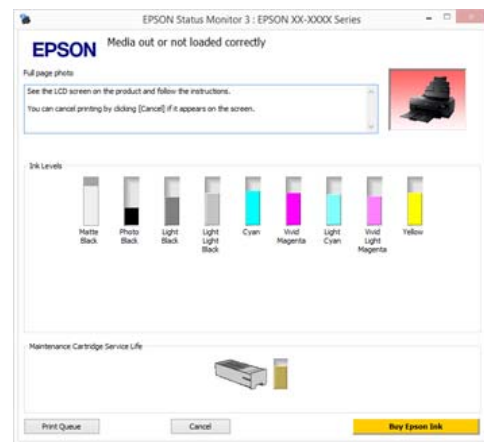 EPSON Status Monitor 3 : EPSON XX-XXXX Series
EPSON
Media out or not loaded correctly
Full page photo
See the LCD screen on the product and follow the instructions.
You can cancel printing by clicking [Cancel] if it appears on the screen.
Ink Levels
Matte
Black
Photo
Black
Light
Black
Light
Light
Black
Cyan
Vivid
Magenta
Light
Cyan
Vivid
Light
Magenta
Yellow
Maintenance Cartridge Service Life
Print Queue
Cancel
Buy Epson Ink